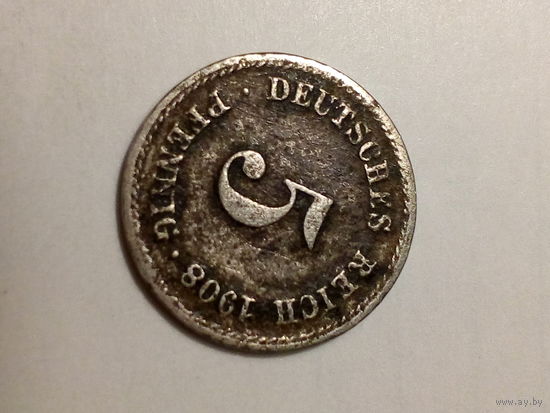 DEUTSCHES REICH 1908
5
· PFENNIG ·
www.ay.by